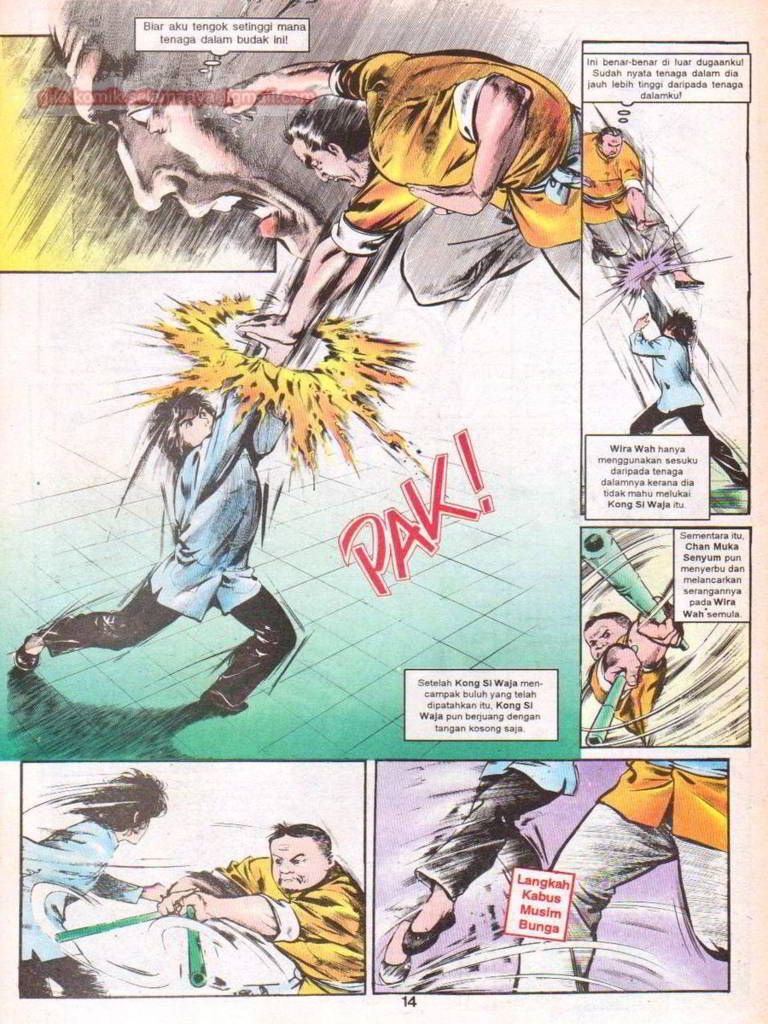 Biar aku tengok setinggi mana
tenaga dalam budak ini!
Ini benar-benar di luar dugaanku!
Sudah nyata tenaga dalam dia
jauh lebih tinggi daripada tenaga
dalamku!
PAK!
Wira Wah hanya
menggunakan sesuku
daripada tenaga
dalamnya kerana dia
tidak mahu melukai
Kong Si Waja itu.
Sementara itu,
Chan Muka
Senyum pun
menyerbu dan
melancarkan
serangannya
pada Wira
Wah semula.
Setelah Kong Si Waja men-
campak buluh yang telah
dipatahkan itu, Kong Si
Waja pun berjuang dengan
tangan kosong saja.
Langkah
Kabus
Musim
Bunga
14